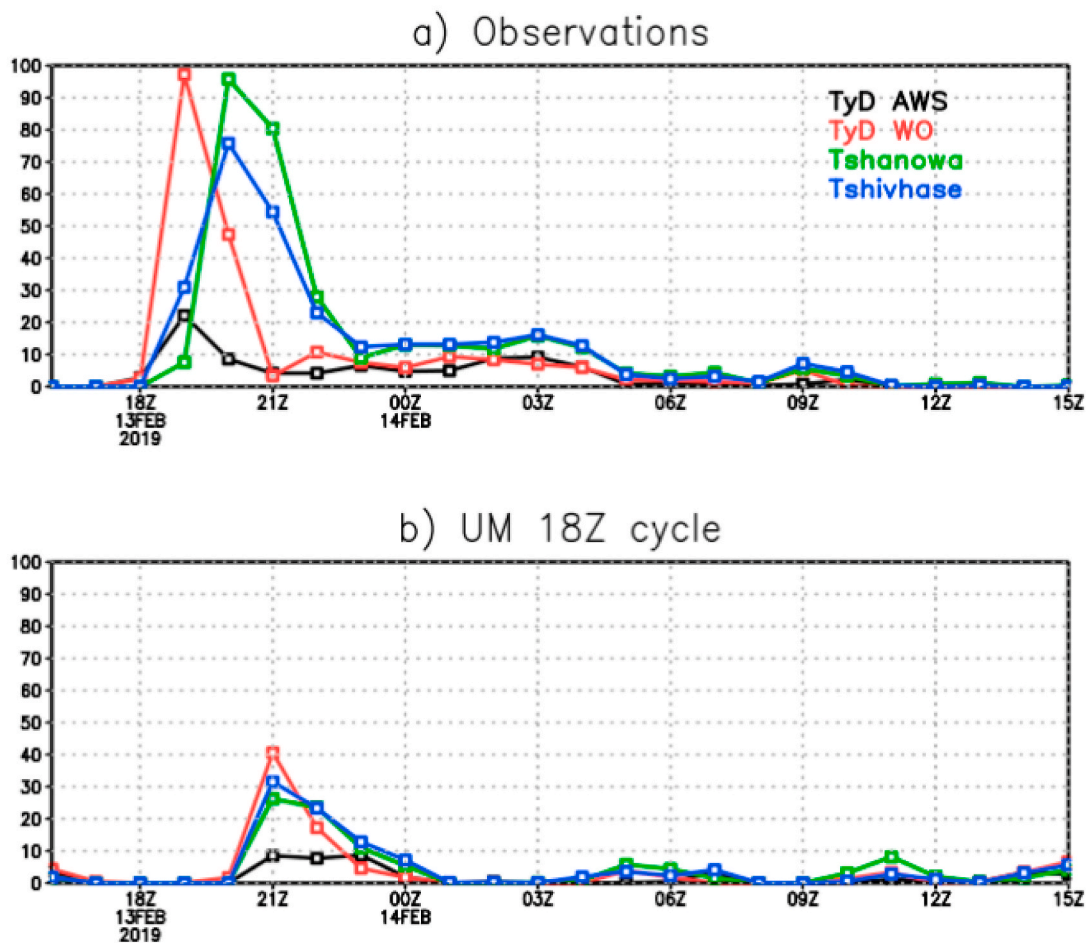 a) Observations
100
90
80
70
60
50
40
30
20
10
0
TyD AWS
TyD WO
Tshanowa
Tshivhase
18Z 21Z 00Z 03Z 06Z 09Z 12Z 15Z
13FEB 14FEB
2019
b) UM 18Z cycle
100
90
80
70
60
50
40
30
20
10
0
18Z 21Z 00Z 03Z 06Z 09Z 12Z 15Z
13FEB 14FEB
2019